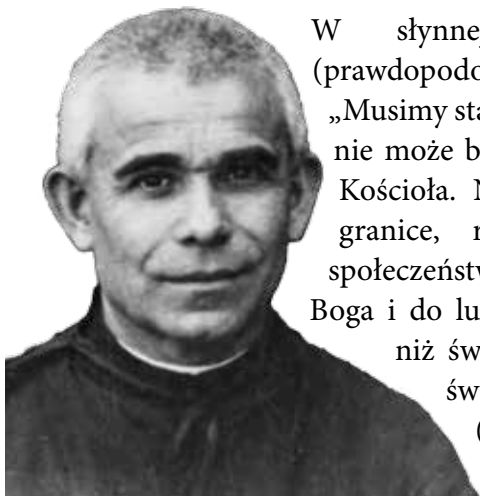 W słynnej
(prawdopodo
„Musimy sta
nie może b
Kościoła. N
granice, r
społeczeństw
Boga i do lu
niż św
św
(